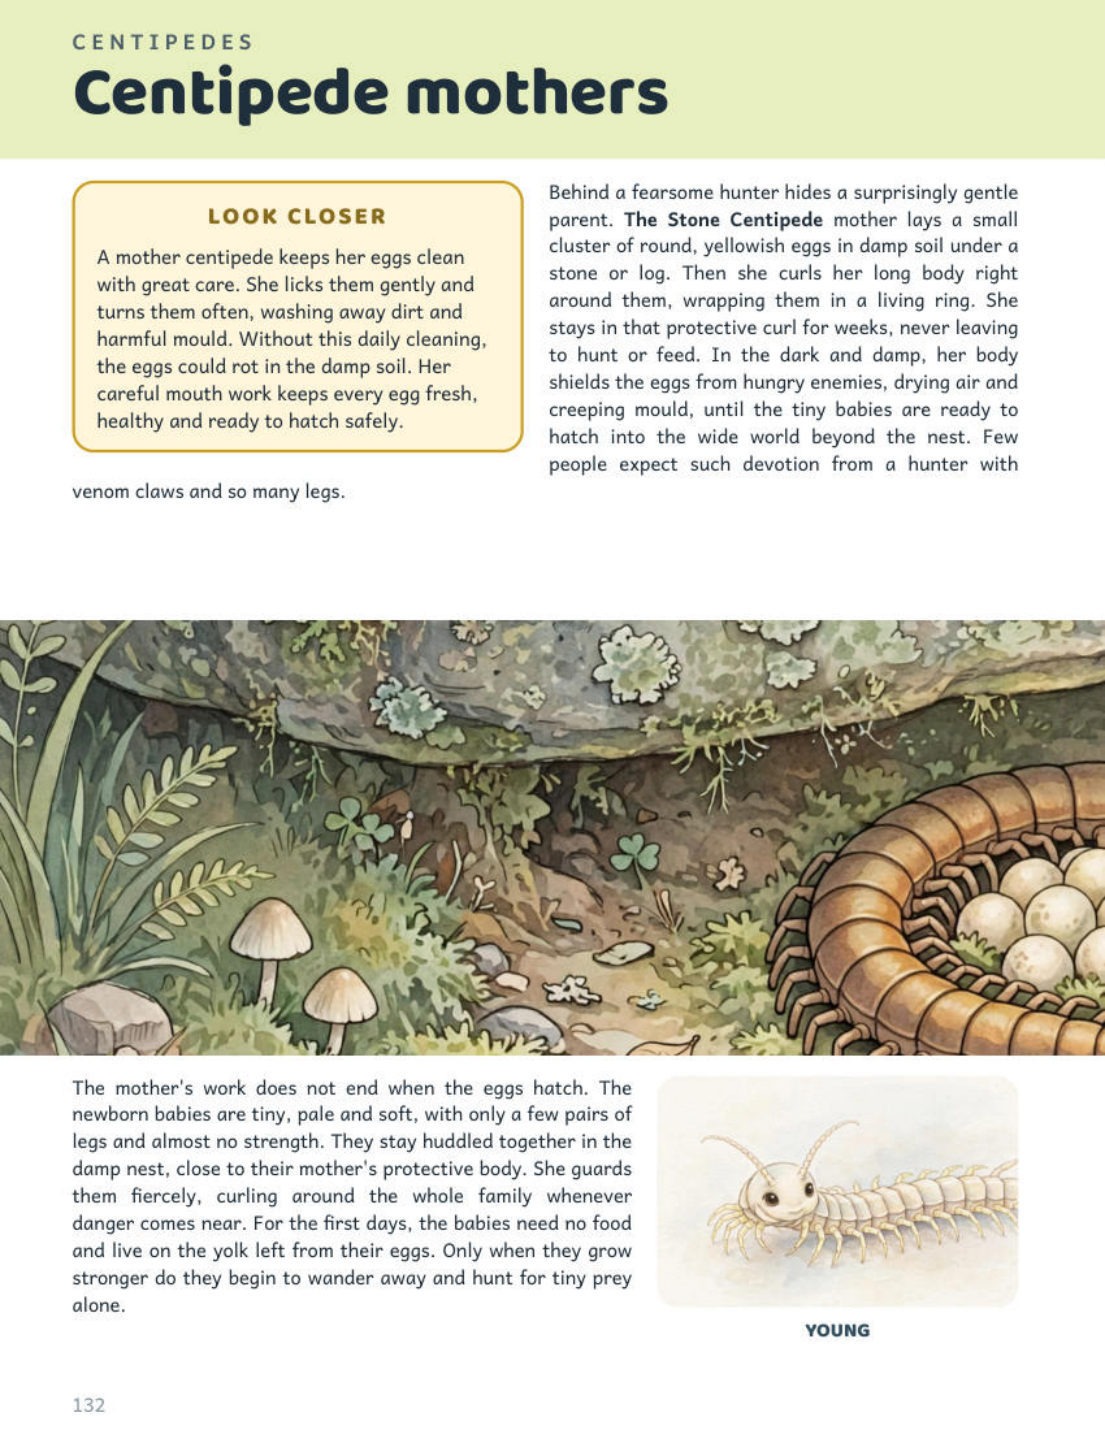 CENTIPEDES
Centipede mothers
LOOK CLOSER
A mother centipede keeps her eggs clean
with great care. She licks them gently and
turns them often, washing away dirt and
harmful mould. Without this daily cleaning,
the eggs could rot in the damp soil. Her
careful mouth work keeps every egg fresh,
healthy and ready to hatch safely.
Behind a fearsome hunter hides a surprisingly gentle
parent. The Stone Centipede mother lays a small
cluster of round, yellowish eggs in damp soil under a
stone or log. Then she curls her long body right
around them, wrapping them in a living ring. She
stays in that protective curl for weeks, never leaving
to hunt or feed. In the dark and damp, her body
shields the eggs from hungry enemies, drying air and
creeping mould, until the tiny babies are ready to
hatch into the wide world beyond the nest. Few
people expect such devotion from a hunter with
venom claws and so many legs.
The mother's work does not end when the eggs hatch. The
newborn babies are tiny, pale and soft, with only a few pairs of
legs and almost no strength. They stay huddled together in the
damp nest, close to their mother's protective body. She guards
them fiercely, curling around the whole family whenever
danger comes near. For the first days, the babies need no food
and live on the yolk left from their eggs. Only when they grow
stronger do they begin to wander away and hunt for tiny prey
alone.
YOUNG
132